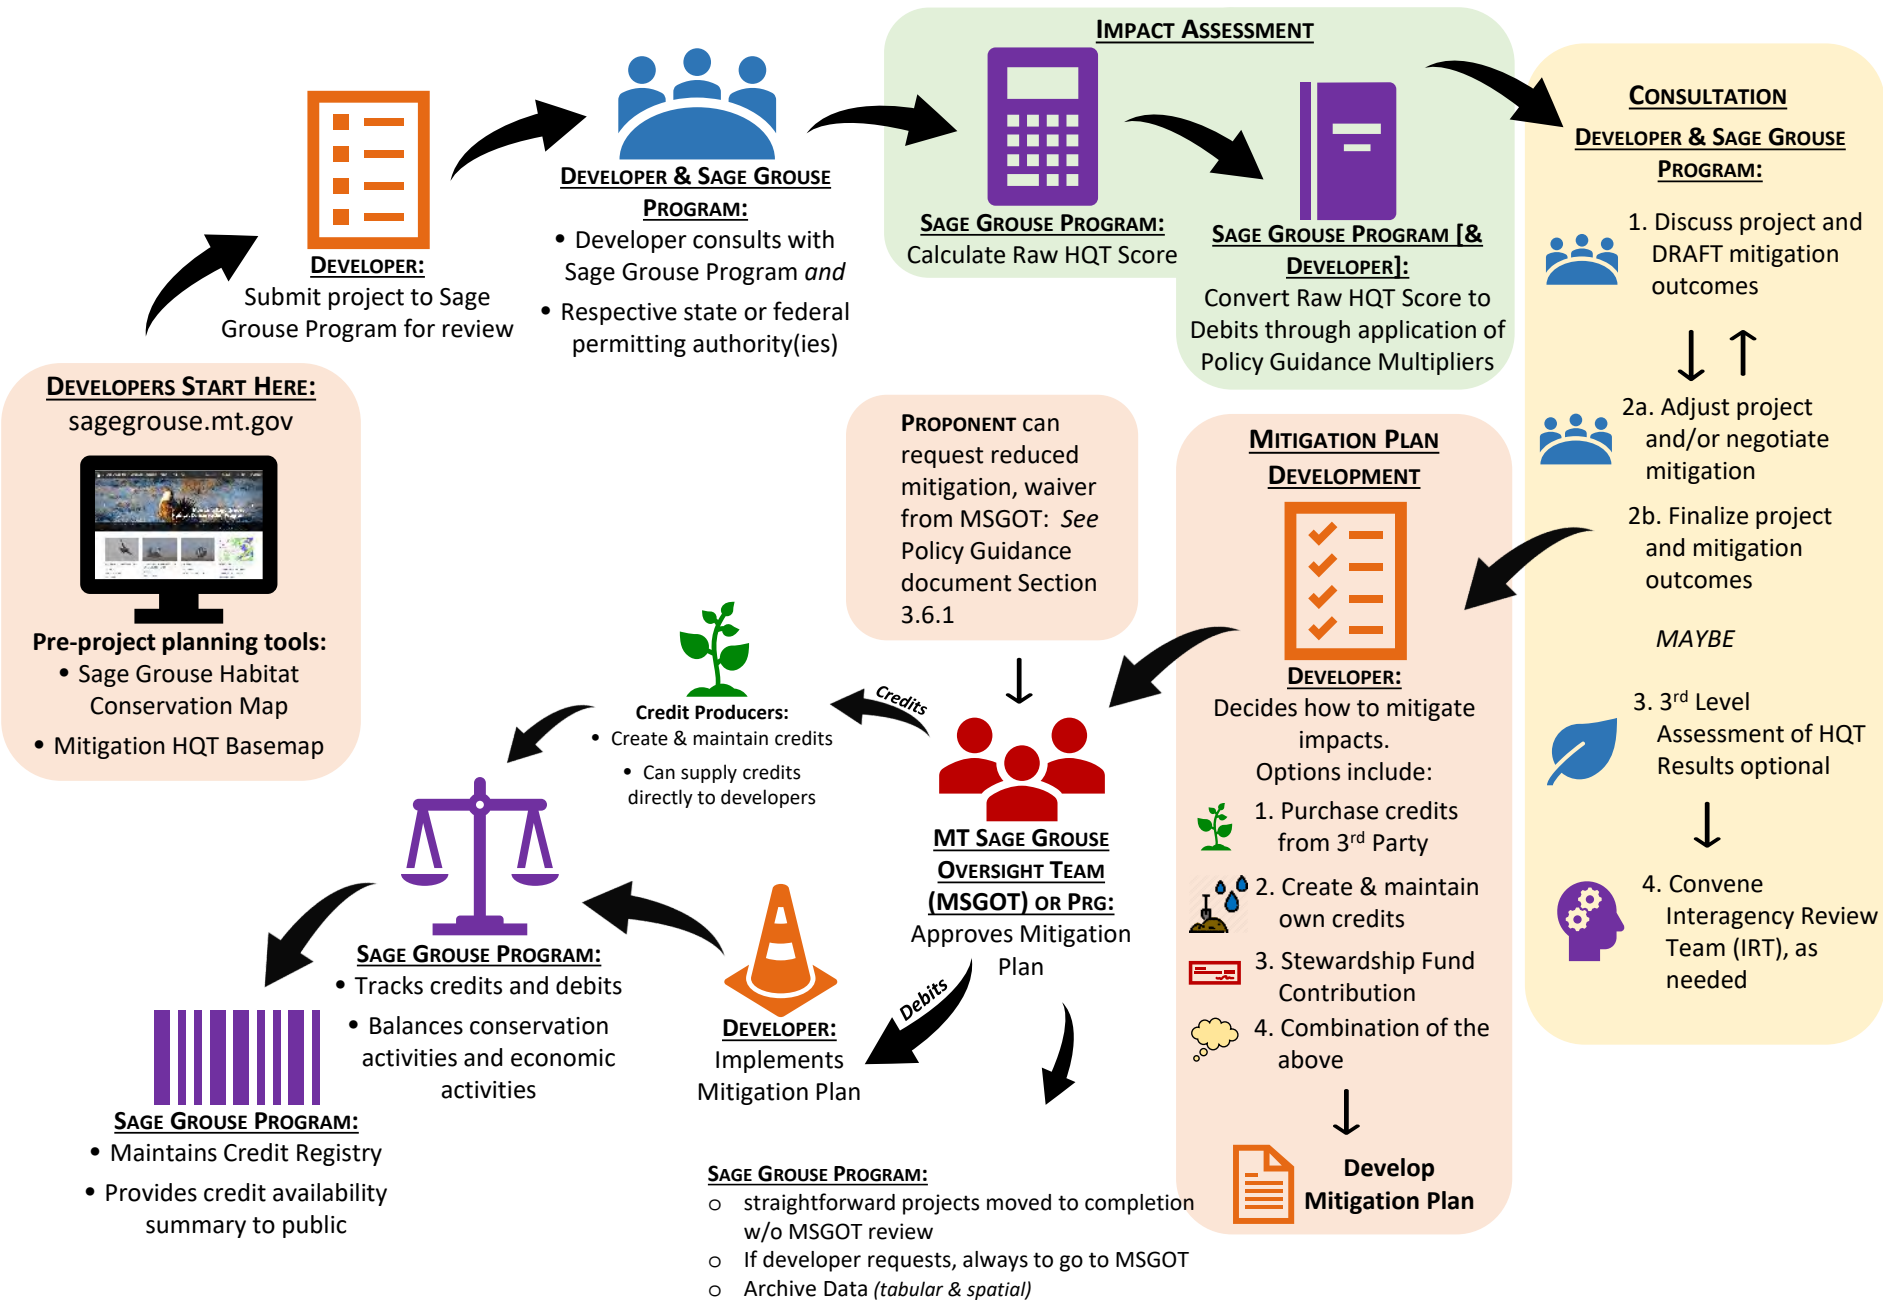 DEVELOPERS START HERE:
sagegrouse.mt.gov
Pre-project planning tools:
• Sage Grouse Habitat
Conservation Map
• Mitigation HQT Basemap
DEVELOPER:
Submit project to Sage
Grouse Program for review
DEVELOPER & SAGE GROUSE
PROGRAM:
• Developer consults with
Sage Grouse Program and
• Respective state or federal
permitting authority(ies)
IMPACT ASSESSMENT
SAGE GROUSE PROGRAM:
Calculate Raw HQT Score
SAGE GROUSE PROGRAM [&
DEVELOPER]:
Convert Raw HQT Score to
Debits through application of
Policy Guidance Multipliers
CONSULTATION
DEVELOPER & SAGE GROUSE
PROGRAM:
1. Discuss project and
DRAFT mitigation
outcomes
2a. Adjust project
and/or negotiate
mitigation
2b. Finalize project
and mitigation
outcomes
MAYBE
3. 3rd Level
Assessment of HQT
Results optional
4. Convene
Interagency Review
Team (IRT), as
needed
MITIGATION PLAN
DEVELOPMENT
DEVELOPER:
Decides how to mitigate
impacts.
Options include:
1. Purchase credits
from 3rd Party
2. Create & maintain
own credits
3. Stewardship Fund
Contribution
4. Combination of the
above
Develop
Mitigation Plan
PROPONENT can
request reduced
mitigation, waiver
from MSGOT: See
Policy Guidance
document Section
3.6.1
MT SAGE GROUSE
OVERSIGHT TEAM
(MSGOT) OR PRG:
Approves Mitigation
Plan
Credits
Credit Producers:
• Create & maintain credits
• Can supply credits
directly to developers
Debits
DEVELOPER:
Implements
Mitigation Plan
SAGE GROUSE PROGRAM:
• Tracks credits and debits
• Balances conservation
activities and economic
activities
SAGE GROUSE PROGRAM:
• Maintains Credit Registry
• Provides credit availability
summary to public
SAGE GROUSE PROGRAM:
o straightforward projects moved to completion
w/o MSGOT review
o If developer requests, always to go to MSGOT
o Archive Data (tabular & spatial)